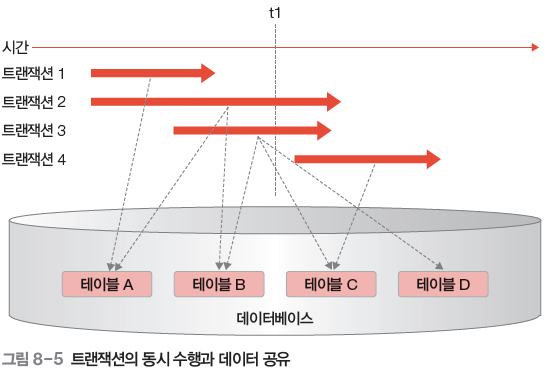 t1
시간
트랜잭션 1
트랜잭션 2
트랜잭션 3
트랜잭션 4
테이블 A
테이블 B
테이블 C
테이블 D
데이터베이스
그림 8-5 트랜잭션의 동시 수행과 데이터 공유